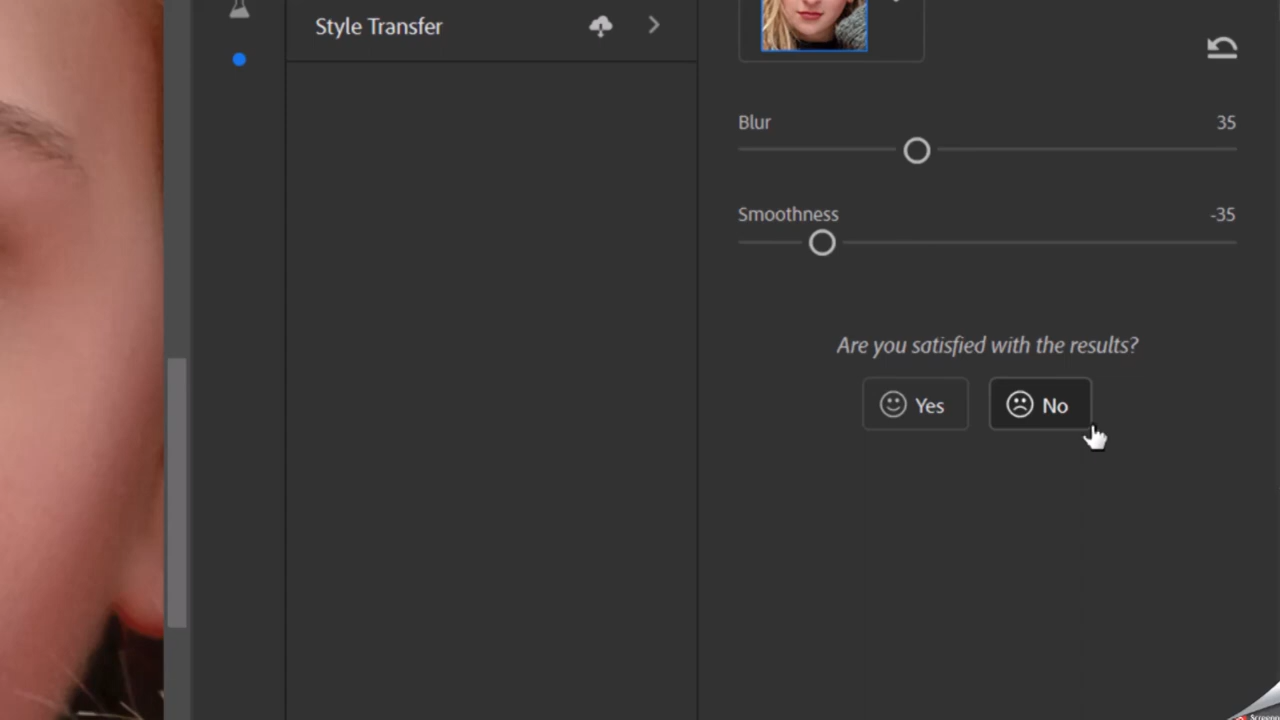 Style Transfer
Blur 35
Smoothness -35
Are you satisfied with the results?
Yes No